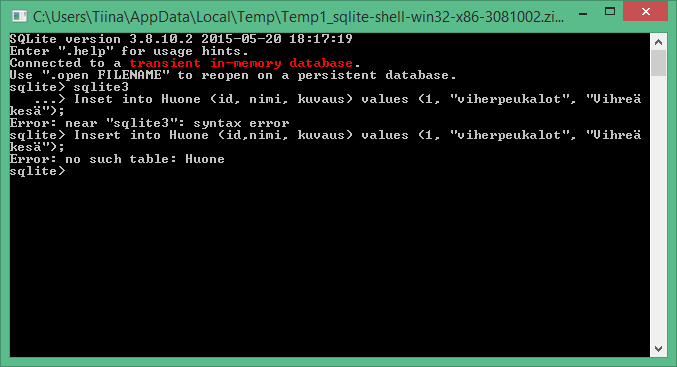 C:\Users\Tiina\AppData\Local\Temp\Temp1_sqlite-shell-win32-x86-3081002.zi...
SQLite version 3.8.10.2 2015-05-20 18:17:19
Enter ".help" for usage hints.
Connected to a transient in-memory database.
Use ".open FILENAME" to reopen on a persistent database.
sqlite> sqlite3
   ...> Inset into Huone (id, nimi, kuvaus) values (1, "viherpeukalot", "Vihreä
kesä");
Error: near "sqlite3": syntax error
sqlite> Insert into Huone (id,nimi, kuvaus) values (1, "viherpeukalot", "Vihreä
kesä");
Error: no such table: Huone
sqlite>